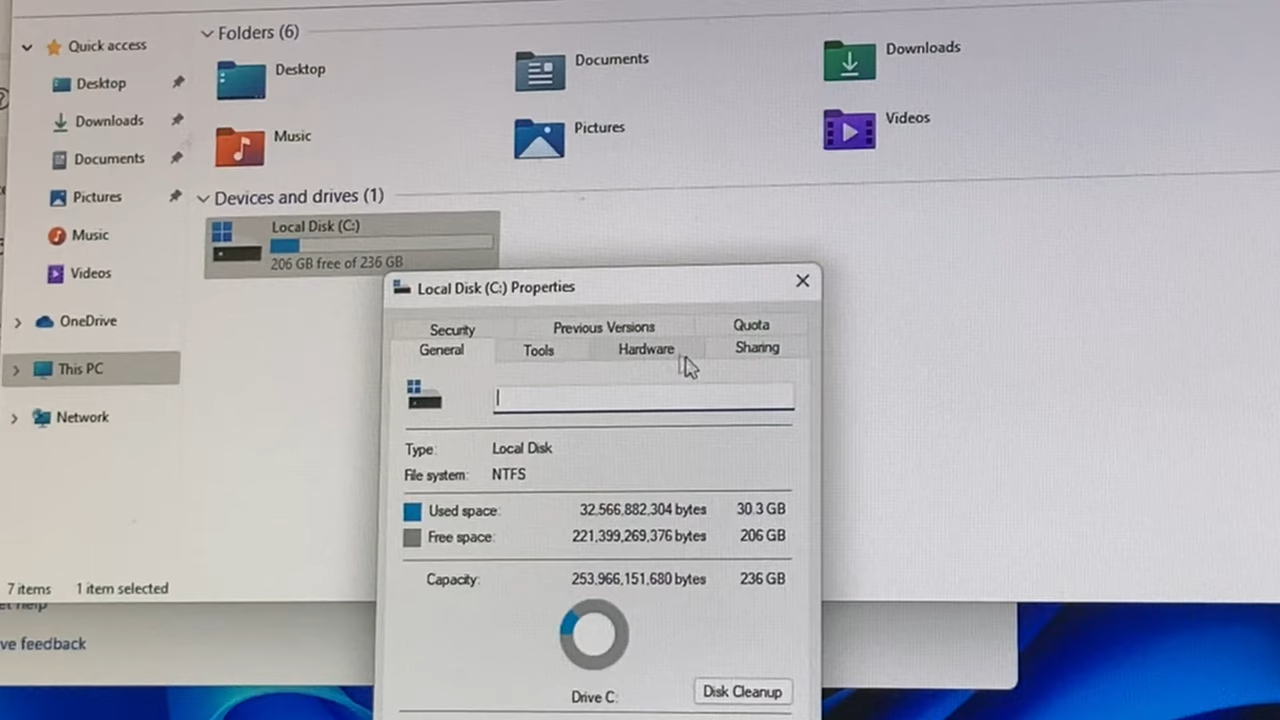 Quick access
Desktop
Downloads
Documents
Pictures
Music
Videos
OneDrive
This PC
Network
Folders (6)
Desktop
Documents
Downloads
Music
Pictures
Videos
Devices and drives (1)
Local Disk (C:)
206 GB free of 236 GB
Local Disk (C:) Properties
Security Previous Versions Quota
General Tools Hardware Sharing
Type: Local Disk
File system: NTFS
Used space: 32,566,882,304 bytes 30.3 GB
Free space: 221,399,269,376 bytes 206 GB
Capacity: 253,966,151,680 bytes 236 GB
Drive C: Disk Cleanup
7 items 1 item selected
help
feedback